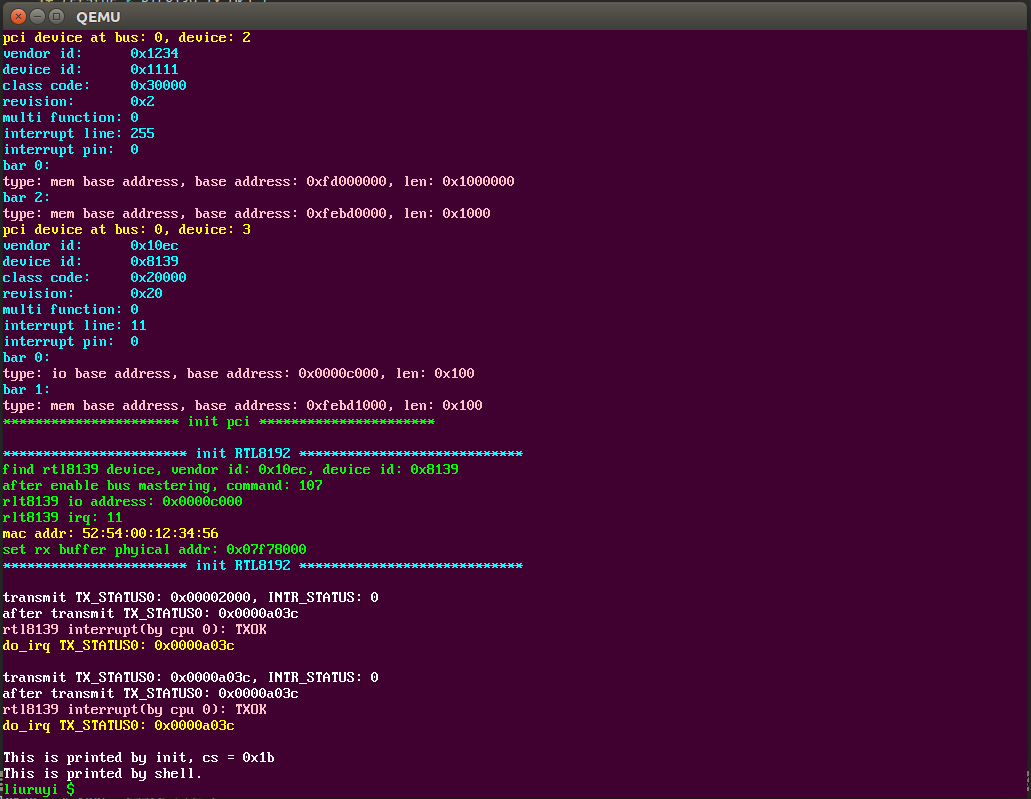 QEMU
pci device at bus: 0, device: 2
vendor id: 0x1234
device id: 0x1111
class code: 0x30000
revision: 0x2
multi function: 0
interrupt line: 255
interrupt pin: 0
bar 0:
type: mem base address, base address: 0xfd000000, len: 0x1000000
bar 2:
type: mem base address, base address: 0xfebd0000, len: 0x1000
pci device at bus: 0, device: 3
vendor id: 0x10ec
device id: 0x8139
class code: 0x20000
revision: 0x20
multi function: 0
interrupt line: 11
interrupt pin: 0
bar 0:
type: io base address, base address: 0x0000c000, len: 0x100
bar 1:
type: mem base address, base address: 0xfebd1000, len: 0x100
********************** init pci **********************
*********************** init RTL8192 ****************************
find rtl8139 device, vendor id: 0x10ec, device id: 0x8139
after enable bus mastering, command: 107
rlt8139 io address: 0x0000c000
rlt8139 irq: 11
mac addr: 52:54:00:12:34:56
set rx buffer phyical addr: 0x07f78000
*********************** init RTL8192 ****************************
transmit TX_STATUS0: 0x00002000, INTR_STATUS: 0
after transmit TX_STATUS0: 0x0000a03c
rtl8139 interrupt(by cpu 0): TXOK
do_irq TX_STATUS0: 0x0000a03c
transmit TX_STATUS0: 0x0000a03c, INTR_STATUS: 0
after transmit TX_STATUS0: 0x0000a03c
rtl8139 interrupt(by cpu 0): TXOK
do_irq TX_STATUS0: 0x0000a03c
This is printed by init, cs = 0x1b
This is printed by shell.
liuruyi $